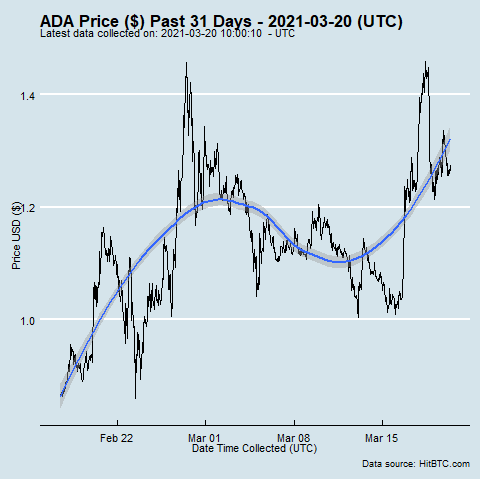 ADA Price ($) Past 31 Days - 2021-03-20 (UTC)
Latest data collected on: 2021-03-20 10:00:10  - UTC
1.4
1.2
1.0
Price USD ($)
Feb 22
Mar 01
Mar 08
Mar 15
Date Time Collected (UTC)
Data source: HitBTC.com